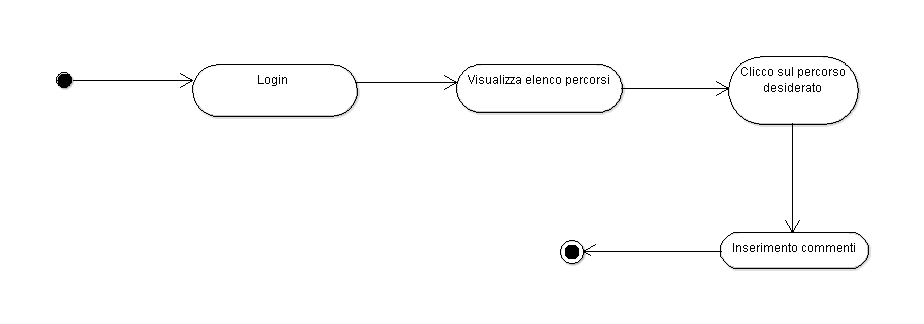 Login
Visualizza elenco percorsi
Clicco sul percorso
desiderato
Inserimento commenti